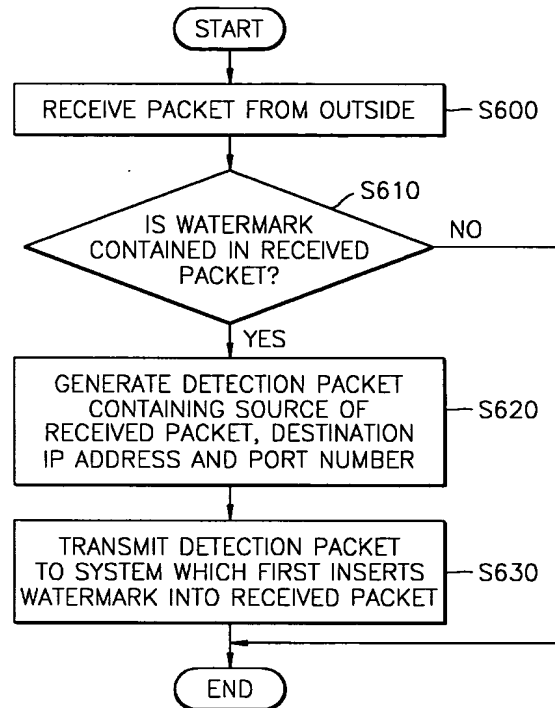 START
RECEIVE PACKET FROM OUTSIDE
S600
S610
IS WATERMARK
CONTAINED IN RECEIVED
PACKET?
NO
YES
GENERATE DETECTION PACKET
CONTAINING SOURCE OF
RECEIVED PACKET, DESTINATION
IP ADDRESS AND PORT NUMBER
S620
TRANSMIT DETECTION PACKET
TO SYSTEM WHICH FIRST INSERTS
WATERMARK INTO RECEIVED PACKET
S630
END